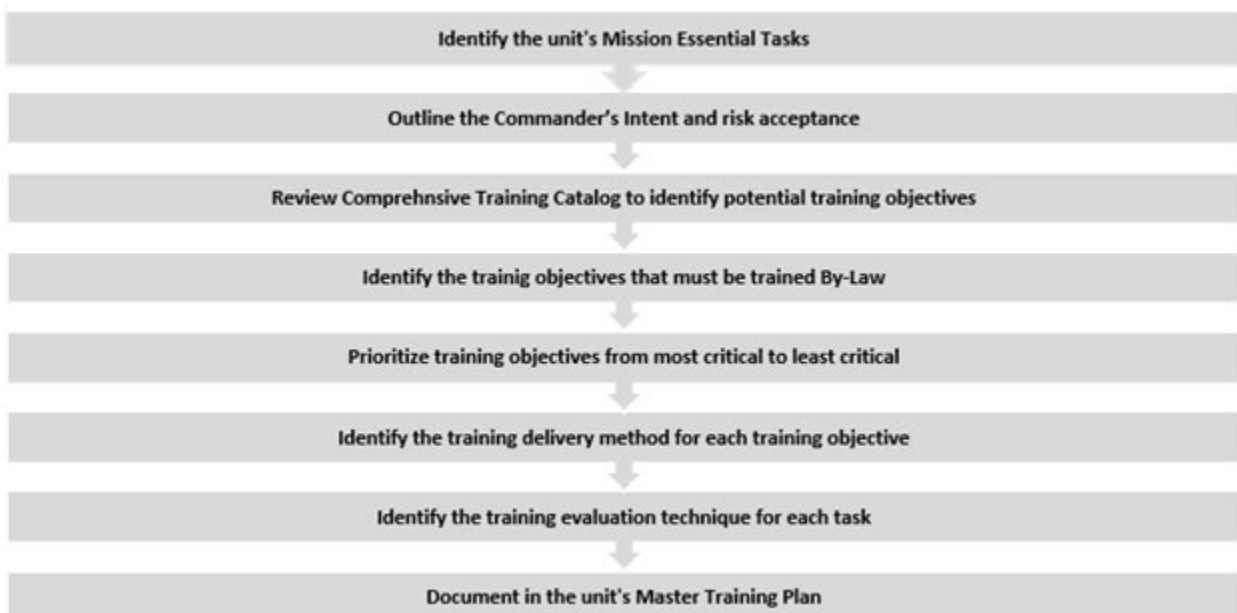 Identify the unit's Mission Essential Tasks
Outline the Commander’s Intent and risk acceptance
Review Comprehnsive Training Catalog to identify potential training objectives
Identify the trainig objectives that must be trained By-Law
Prioritize training objectives from most critical to least critical
Identify the training delivery method for each training objective
Identify the training evaluation technique for each task
Document in the unit's Master Training Plan